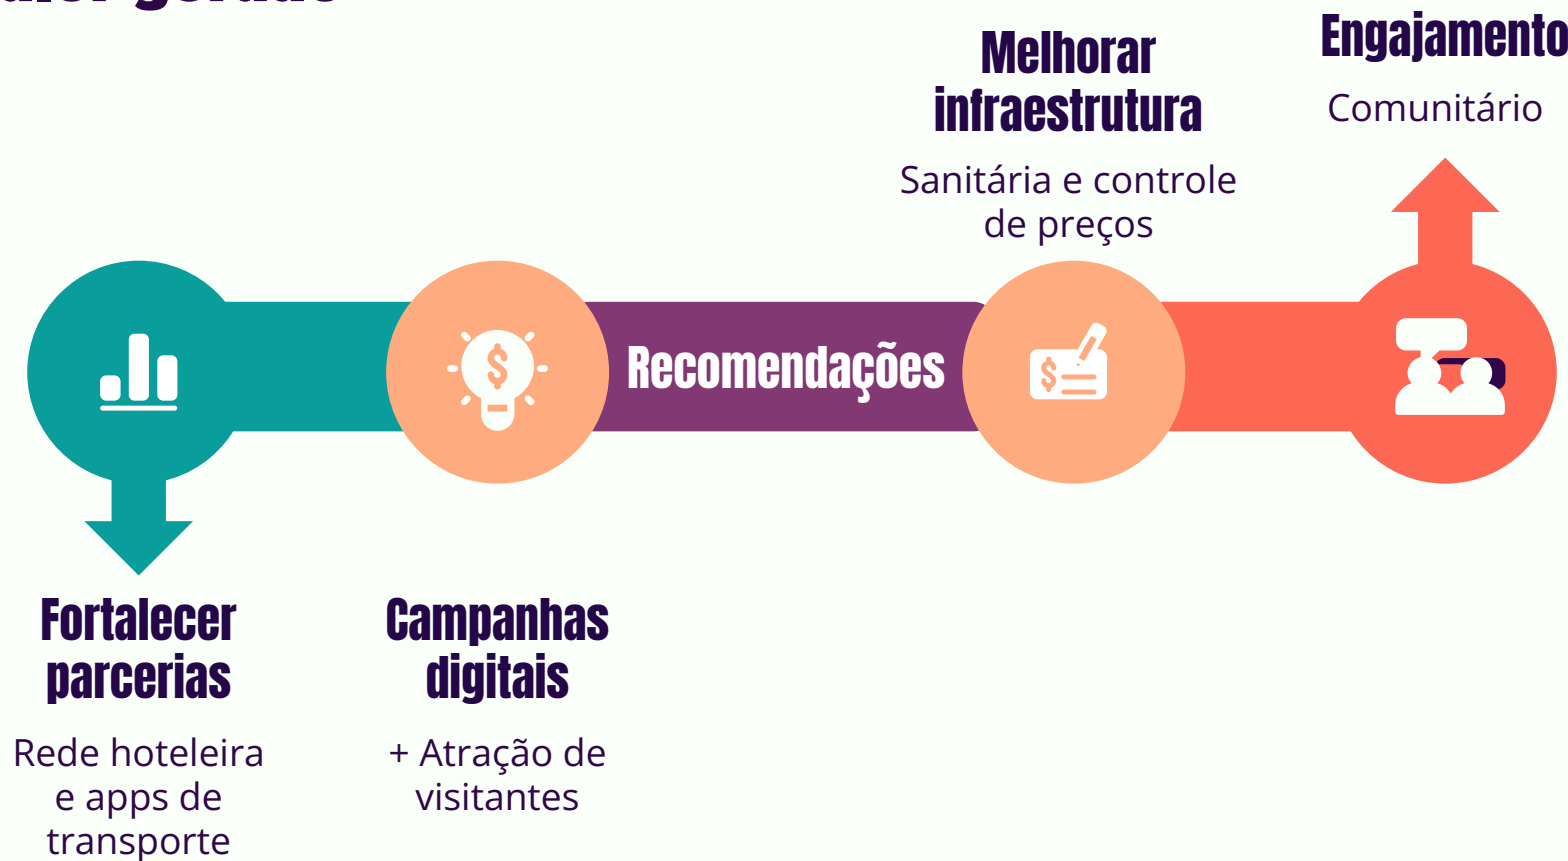 gerado
Melhorar
infraestrutura
Sanitária e controle
de preços
Engajamento
Comunitário
Recomendações
$
$
Fortalecer
parcerias
Rede hoteleira
e apps de
transporte
Campanhas
digitais
+ Atração de
visitantes